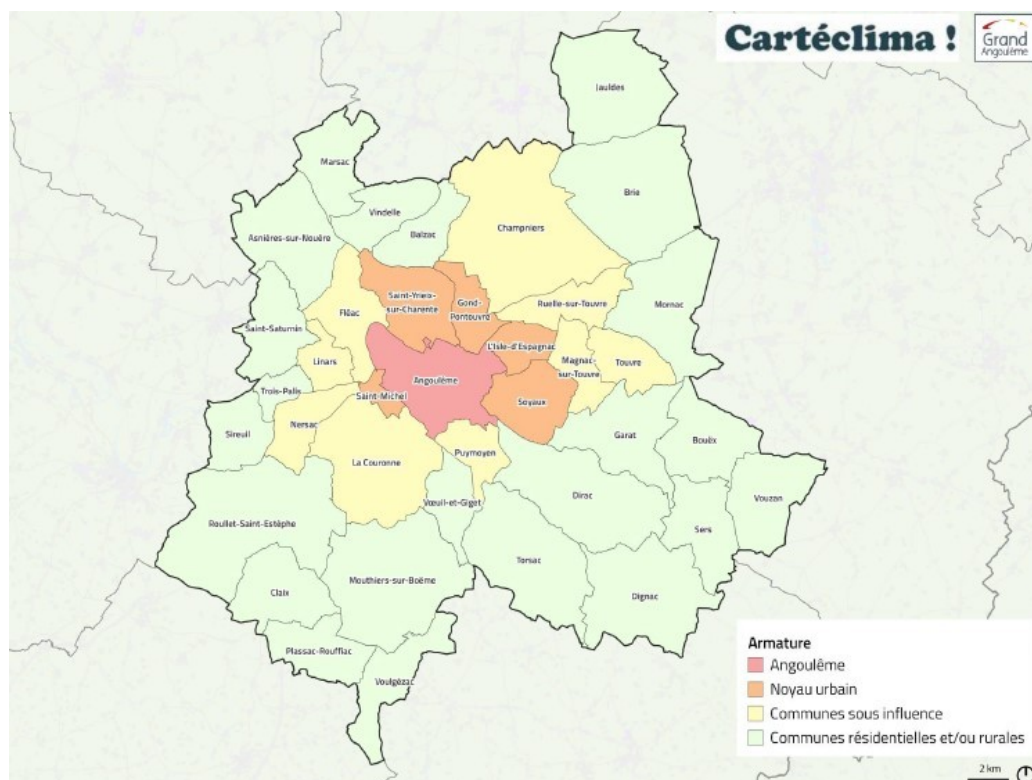 Cartéclima !
Grand
Angoulême
Jauldes
Marsac
Brie
Vindelle
Champniers
Balzac
Asnières-sur-Nouère
Saint-Yrieix-
sur-Charente
Gond-
Pontouvre
Ruelle-sur-Touvre
Mornac
Fléac
Saint-Saturnin
L'Isle-d'Espagnac
Linars
Magnac-
sur-Touvre
Touvre
Angoulême
Trois-Palis
Saint-Michel
Soyaux
Nersac
Sireuil
Garat
Bouëx
Puymoyen
La Couronne
Dirac
Vouzan
Vœuil-et-Giget
Roullet-Saint-Estèphe
Sers
Torsac
Mouthiers-sur-Boëme
Claix
Dignac
Plassac-Rouffiac
Voulgézac
Armature
Angoulême
Noyau urbain
Communes sous influence
Communes résidentielles et/ou rurales
2 km